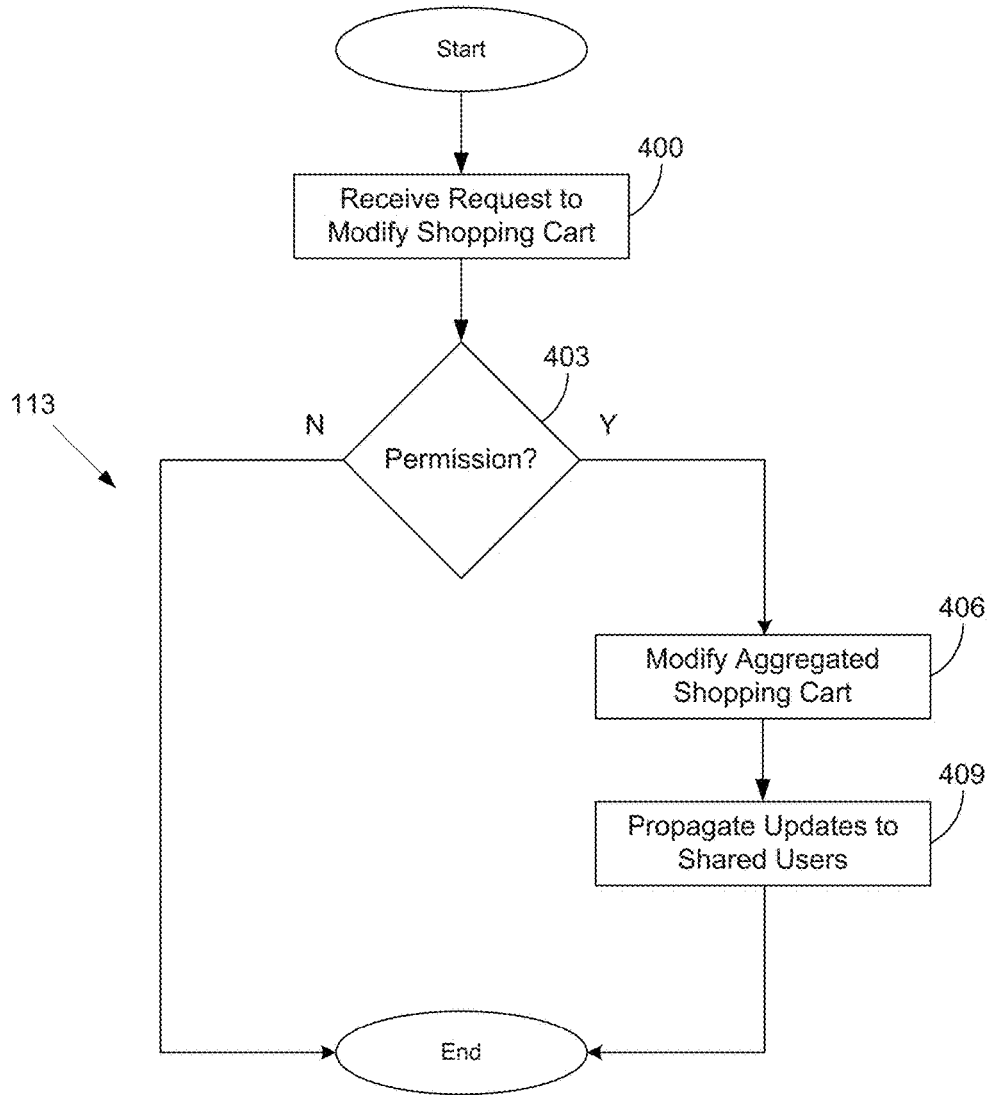 Start
400
Receive Request to
Modify Shopping Cart
403
113
N
Y
Permission?
406
Modify Aggregated
Shopping Cart
409
Propagate Updates to
Shared Users
End